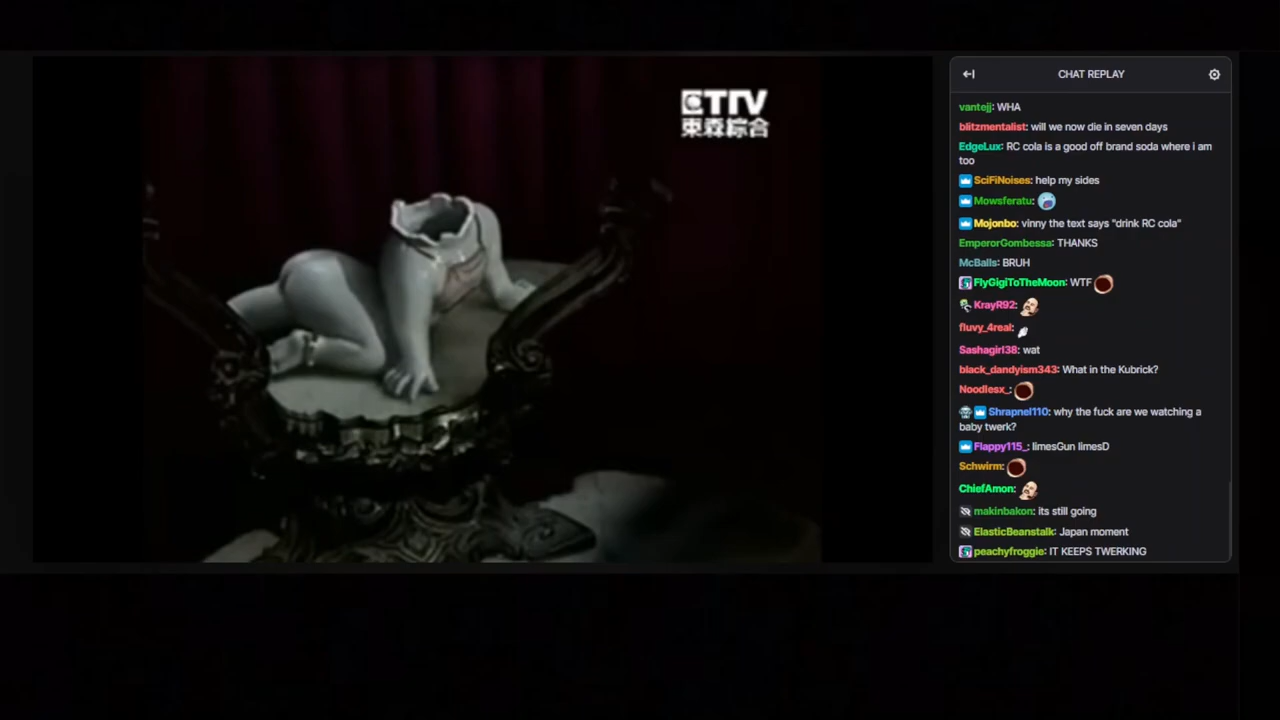 ETTV
東森綜合
CHAT REPLAY
vantejj: WHA
blitzmentalist: will we now die in seven days
EdgeLux: RC cola is a good off brand soda where i am
too
SciFiNoises: help my sides
Mowsferatu:
Mojonbo: vinny the text says "drink RC cola"
EmperorGombessa: THANKS
McBalls: BRUH
FlyGigiToTheMoon: WTF
KrayR92:
fluvy_4real:
Sashagirl38: wat
black_dandyism343: What in the Kubrick?
Noodlesx_:
Shrapnel110: why the fuck are we watching a
baby twerk?
Flappy115_: limesGun limesD
Schwirm:
ChiefAmon:
makinbakon: its still going
ElasticBeanstalk: Japan moment
peachyfroggie: IT KEEPS TWERKING